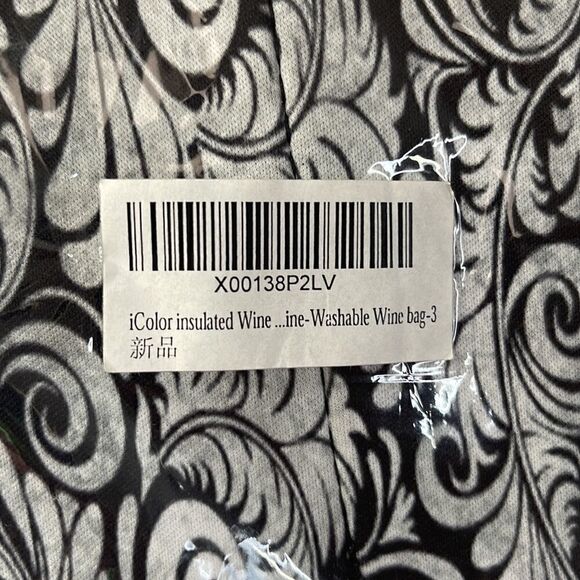 X00138P2LV
iColor insulated Wine ...ine-Washable Wine bag-3
新品